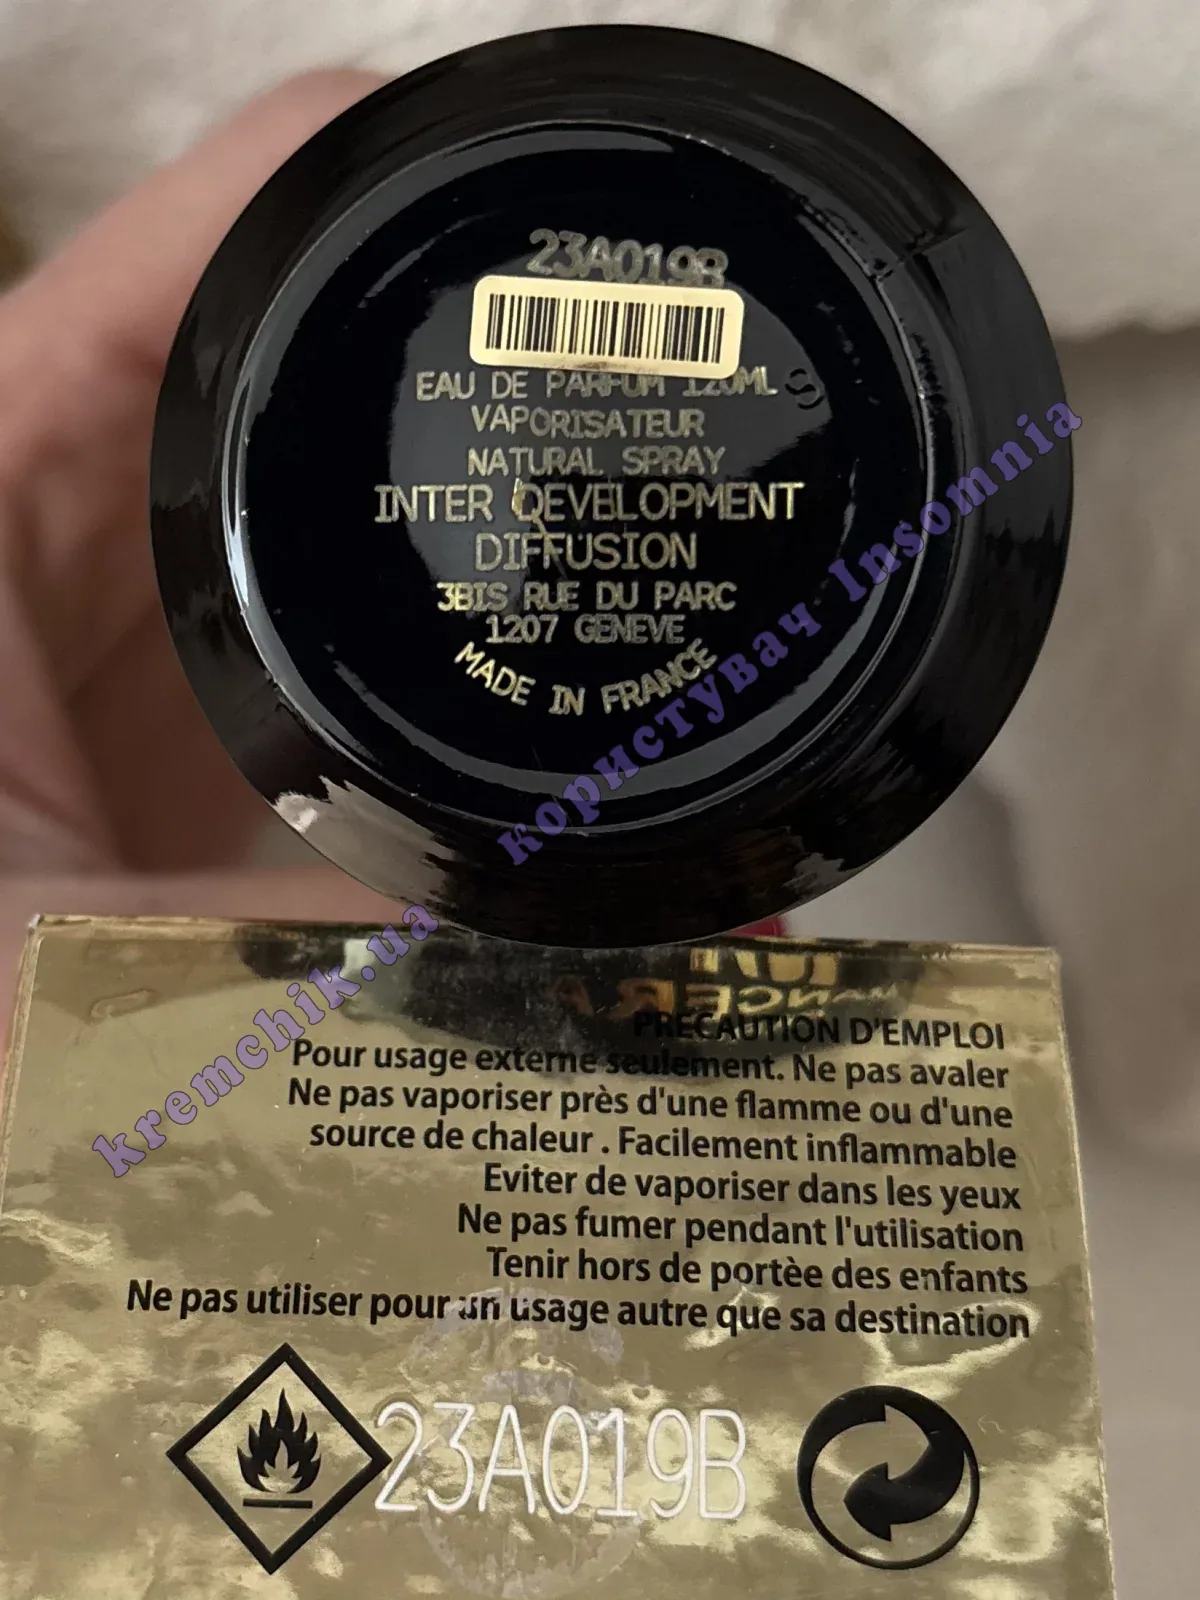 23A019B
EAU DE PARFUM 120ML
VAPORISATEUR
NATURAL SPRAY
INTER DEVELOPMENT
DIFFUSION
3BIS RUE DU PARC
1207 GENEVE
MADE IN FRANCE
PRECAUTION D'EMPLOI
Pour usage externe seulement. Ne pas avaler
Ne pas vaporiser près d'une flamme ou d'une
source de chaleur . Facilement inflammable
Eviter de vaporiser dans les yeux
Ne pas fumer pendant l'utilisation
Tenir hors de portèe des enfants
Ne pas utiliser pour un usage autre que sa destination
23A019B
kremchik.ua користувач Insomnia